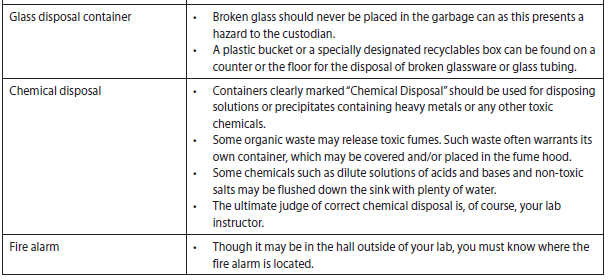 Glass disposal container
• Broken glass should never be placed in the garbage can as this presents a
hazard to the custodian.
• A plastic bucket or a specially designated recyclables box can be found on a
counter or the floor for the disposal of broken glassware or glass tubing.
Chemical disposal
• Containers clearly marked “Chemical Disposal” should be used for disposing
solutions or precipitates containing heavy metals or any other toxic
chemicals.
• Some organic waste may release toxic fumes. Such waste often warrants its
own container, which may be covered and/or placed in the fume hood.
• Some chemicals such as dilute solutions of acids and bases and non-toxic
salts may be flushed down the sink with plenty of water.
• The ultimate judge of correct chemical disposal is, of course, your lab
instructor.
Fire alarm
• Though it may be in the hall outside of your lab, you must know where the
fire alarm is located.